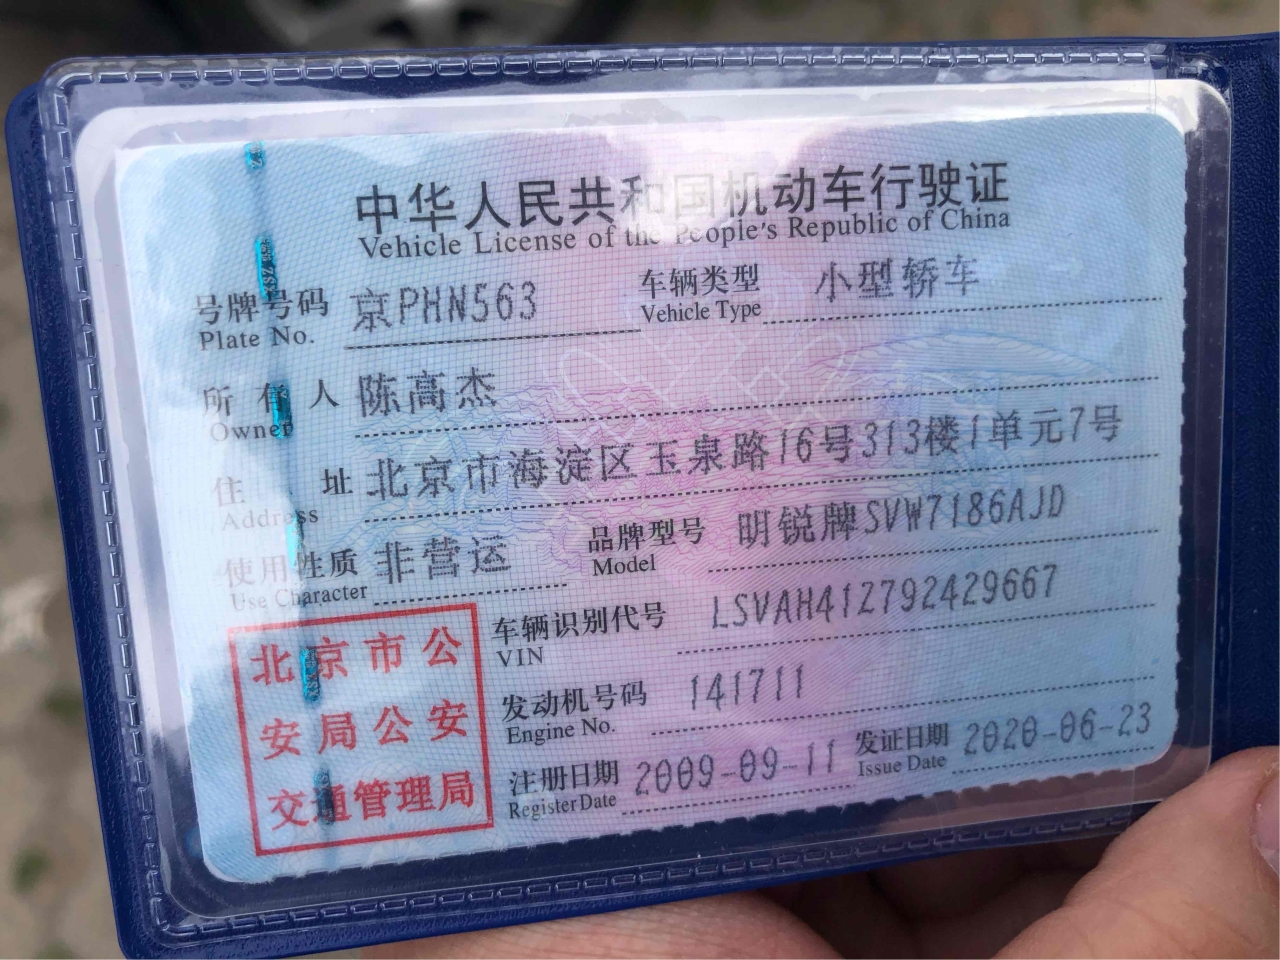 中华人民共和国机动车行驶证
Vehicle License of the People's Republic of China
号牌号码 京PHN563 车辆类型 小型轿车
Plate No. Vehicle Type
所有人 陈高杰
Owner
住址 北京市海淀区玉泉路16号313楼1单元7号
Address
使用性质 非营运 品牌型号 明锐牌SVW7186AJD
Use Character Model
车辆识别代号 LSVAH41Z792429667
VIN
发动机号码 141711
Engine No.
注册日期 2009-09-11 发证日期 2020-06-23
Register Date Issue Date
北京市公
安局公安
交通管理局